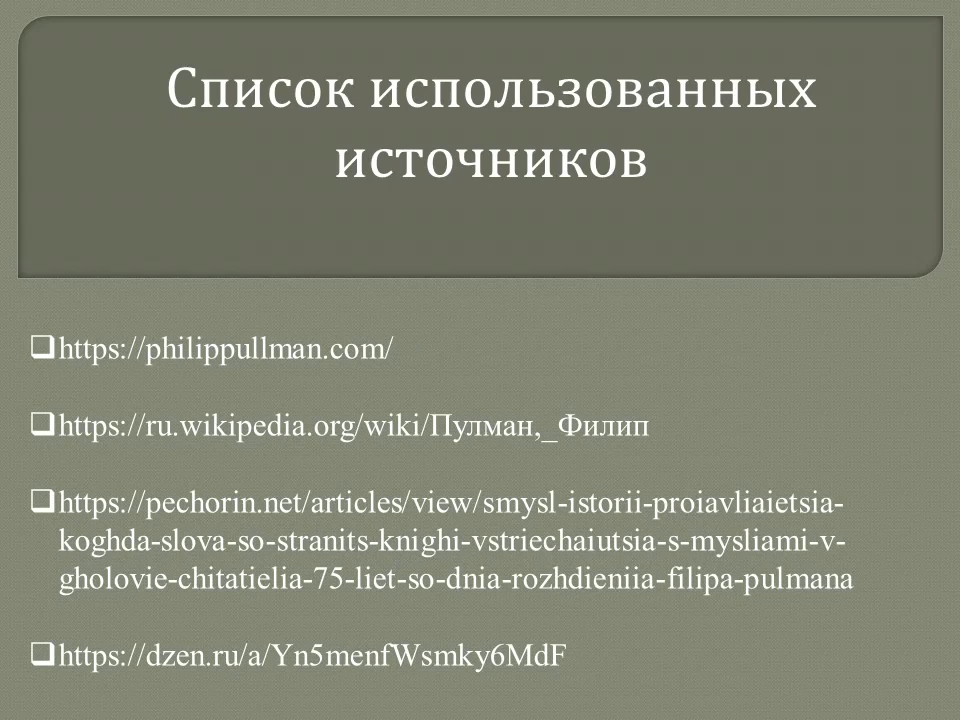 Список использованных
источников
https://philippullman.com/
https://ru.wikipedia.org/wiki/Пулман,_Филип
https://pechorin.net/articles/view/smysl-istorii-proiavliaietsia-
koghda-slova-so-stranits-knighi-vstriechaiutsia-s-mysliami-v-
gholovie-chitatielia-75-liet-so-dnia-rozhdieniia-filipa-pulmana
https://dzen.ru/a/Yn5menfWsmky6MdF